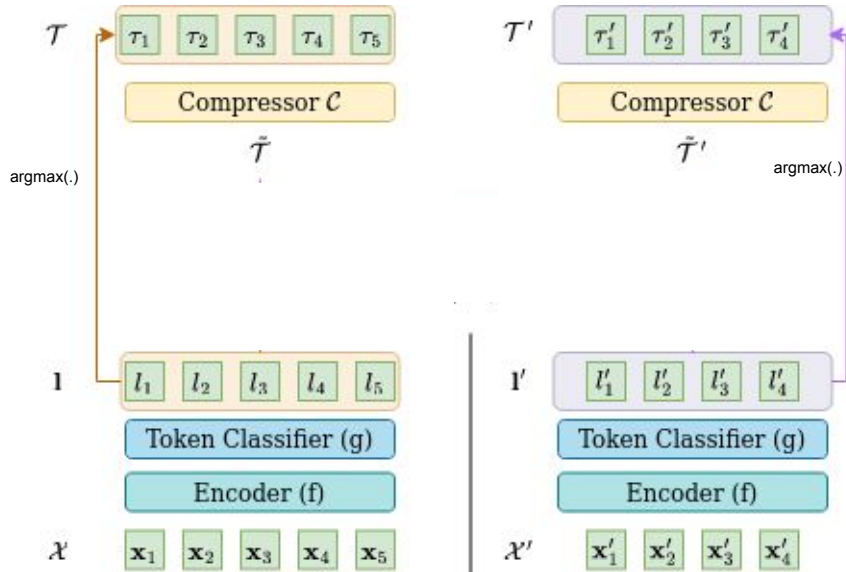 𝒯 τ₁ τ₂ τ₃ τ₄ τ₅ 𝒯′ τ′₁ τ′₂ τ′₃ τ′₄
Compressor 𝒞 Compressor 𝒞
𝒯̃ 𝒯̃′
argmax(.) argmax(.)
l l₁ l₂ l₃ l₄ l₅ l′ l′₁ l′₂ l′₃ l′₄
Token Classifier (g) Token Classifier (g)
Encoder (f) Encoder (f)
𝒳 x₁ x₂ x₃ x₄ x₅ 𝒳′ x′₁ x′₂ x′₃ x′₄